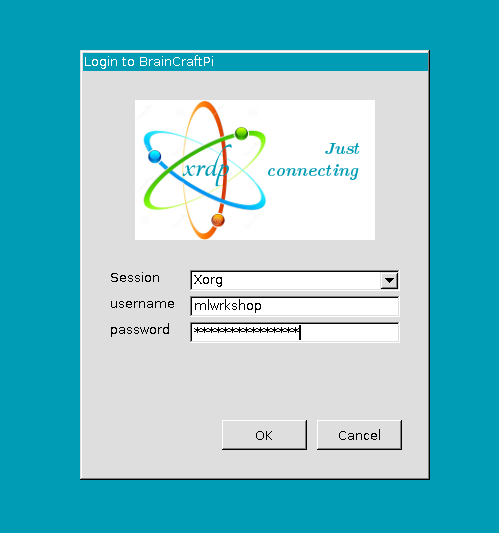 Login to BrainCraftPi
xrdp
Just
connecting
Session
Xorg
username
mlwrkshop
password
****************
OK
Cancel